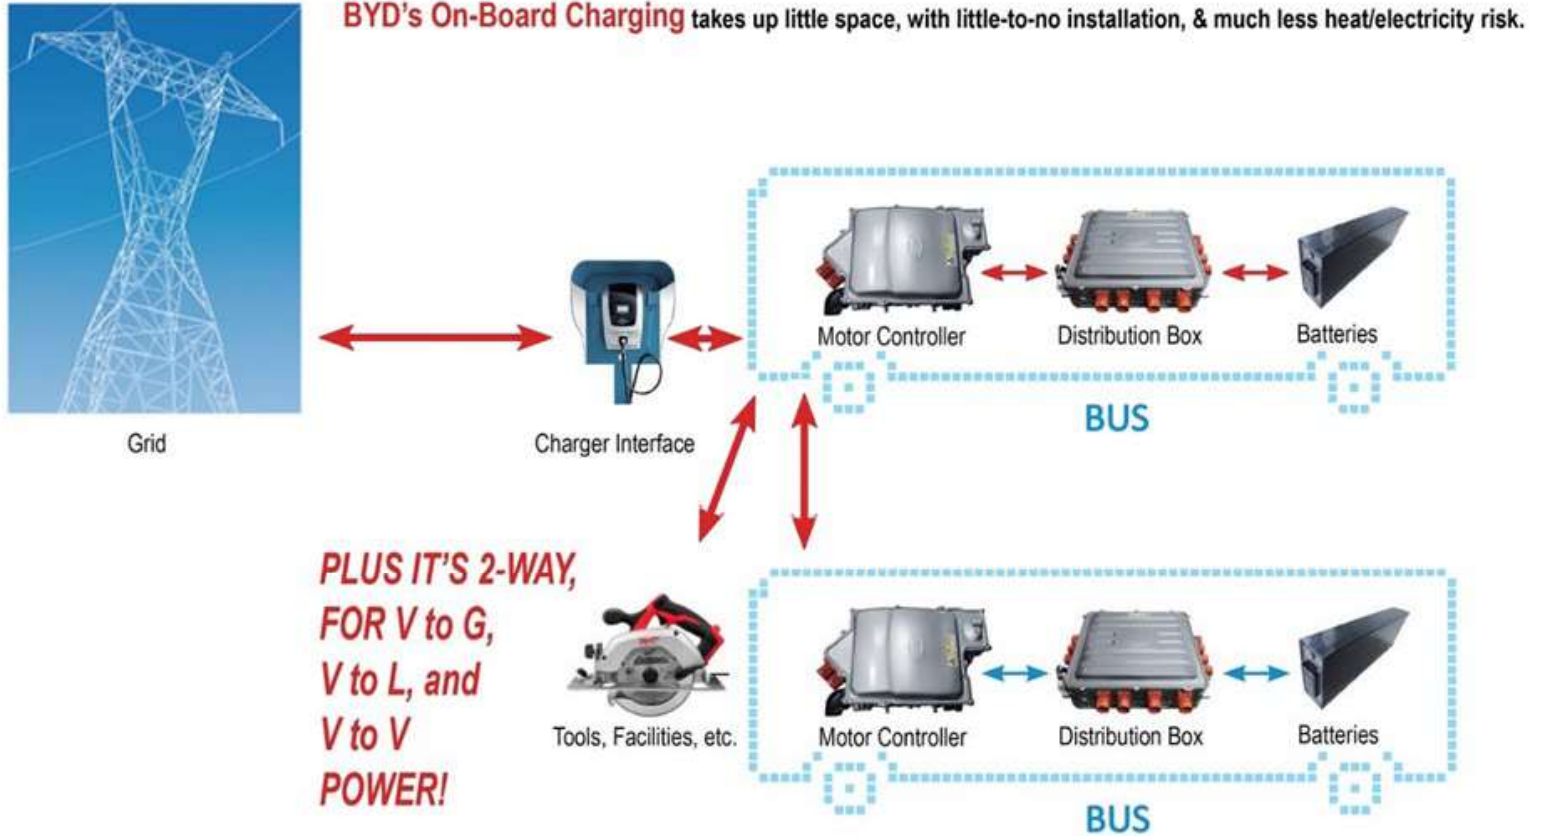 BYD's On-Board Charging takes up little space, with little-to-no installation, & much less heat/electricity risk.
Motor Controller
Distribution Box
Batteries
BUS
Grid
Charger Interface
PLUS IT'S 2-WAY,
FOR V to G,
V to L, and
V to V
POWER!
Tools, Facilities, etc.
Motor Controller
Distribution Box
Batteries
BUS